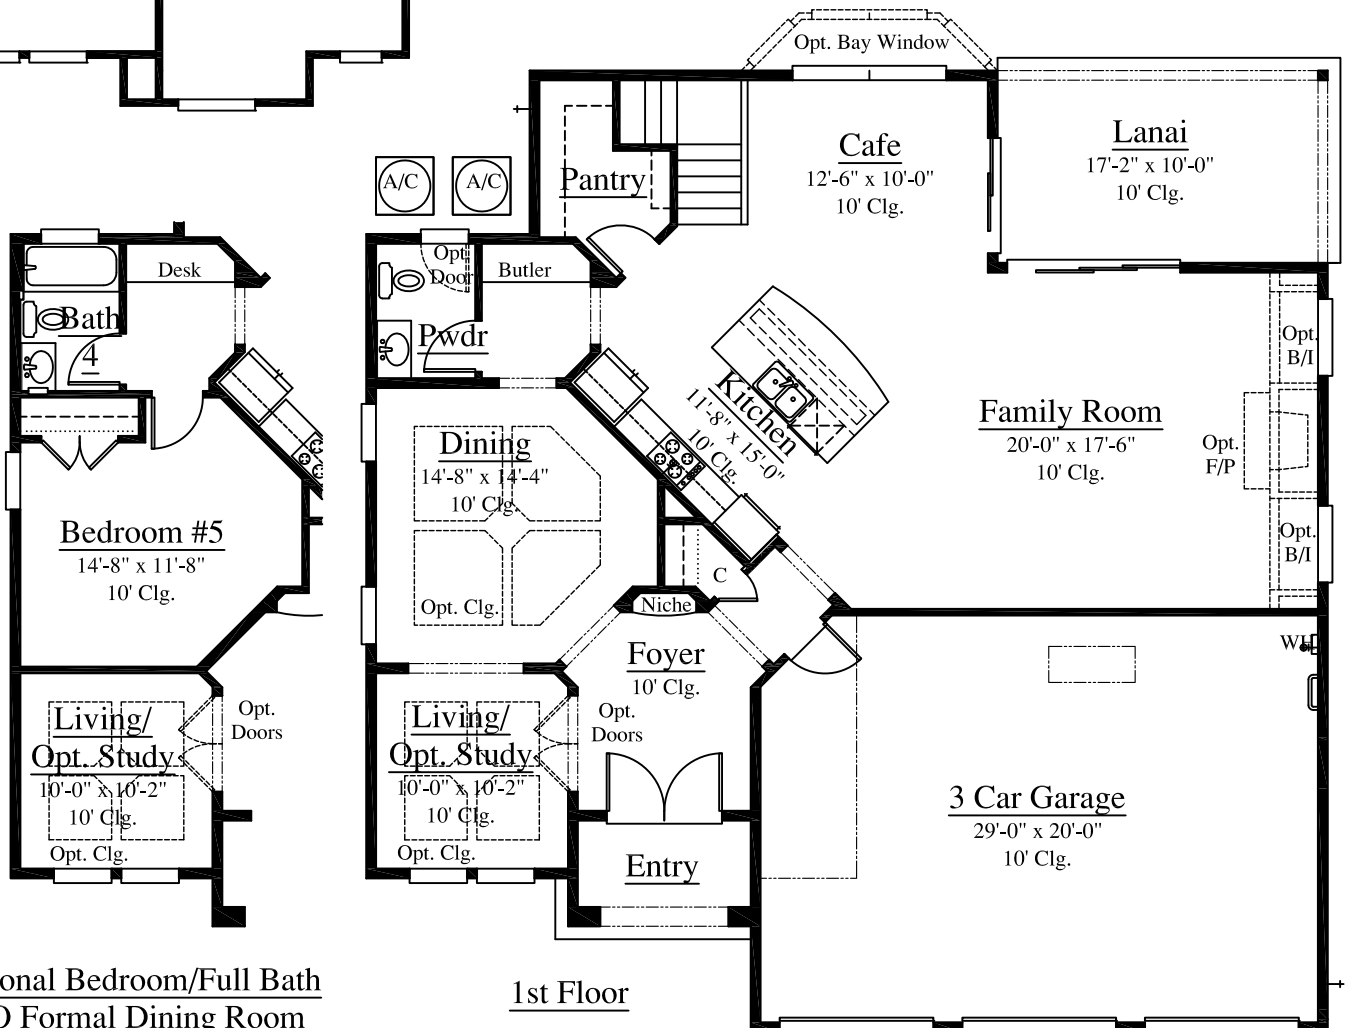 Opt. Bay Window
Cafe
12'-6" x 10'-0"
10' Clg.
Lanai
17'-2" x 10'-0"
10' Clg.
A/C
A/C
Pantry
Opt.
Door
Butler
Pwdr
Desk
Bath
4
Kitchen
11'-8" x 15'-0"
10' Clg.
Family Room
20'-0" x 17'-6"
10' Clg.
Opt.
B/I
Opt.
F/P
Opt.
B/I
Dining
14'-8" x 14'-4"
10' Clg.
Opt. Clg.
Bedroom #5
14'-8" x 11'-8"
10' Clg.
C
Niche
Foyer
10' Clg.
WH
Living/
Opt. Study
10'-0" x 10'-2"
10' Clg.
Opt. Clg.
Opt.
Doors
Living/
Opt. Study
10'-0" x 10'-2"
10' Clg.
Opt. Clg.
Opt.
Doors
3 Car Garage
29'-0" x 20'-0"
10' Clg.
Entry
onal Bedroom/Full Bath
Formal Dining Room
1st Floor